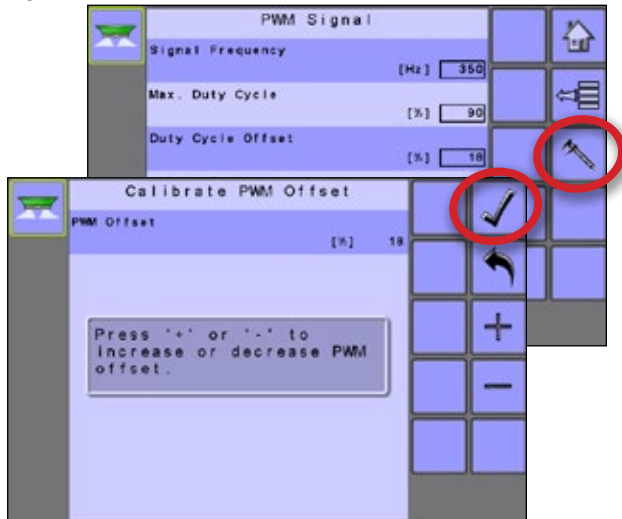 PWM Signal
Signal Frequency
[Hz] 350
Max. Duty Cycle
[%] 90
Duty Cycle Offset
[%] 18
Calibrate PWM Offset
PWM Offset
[%] 18
Press '+' or '-' to
increase or decrease PWM
offset.